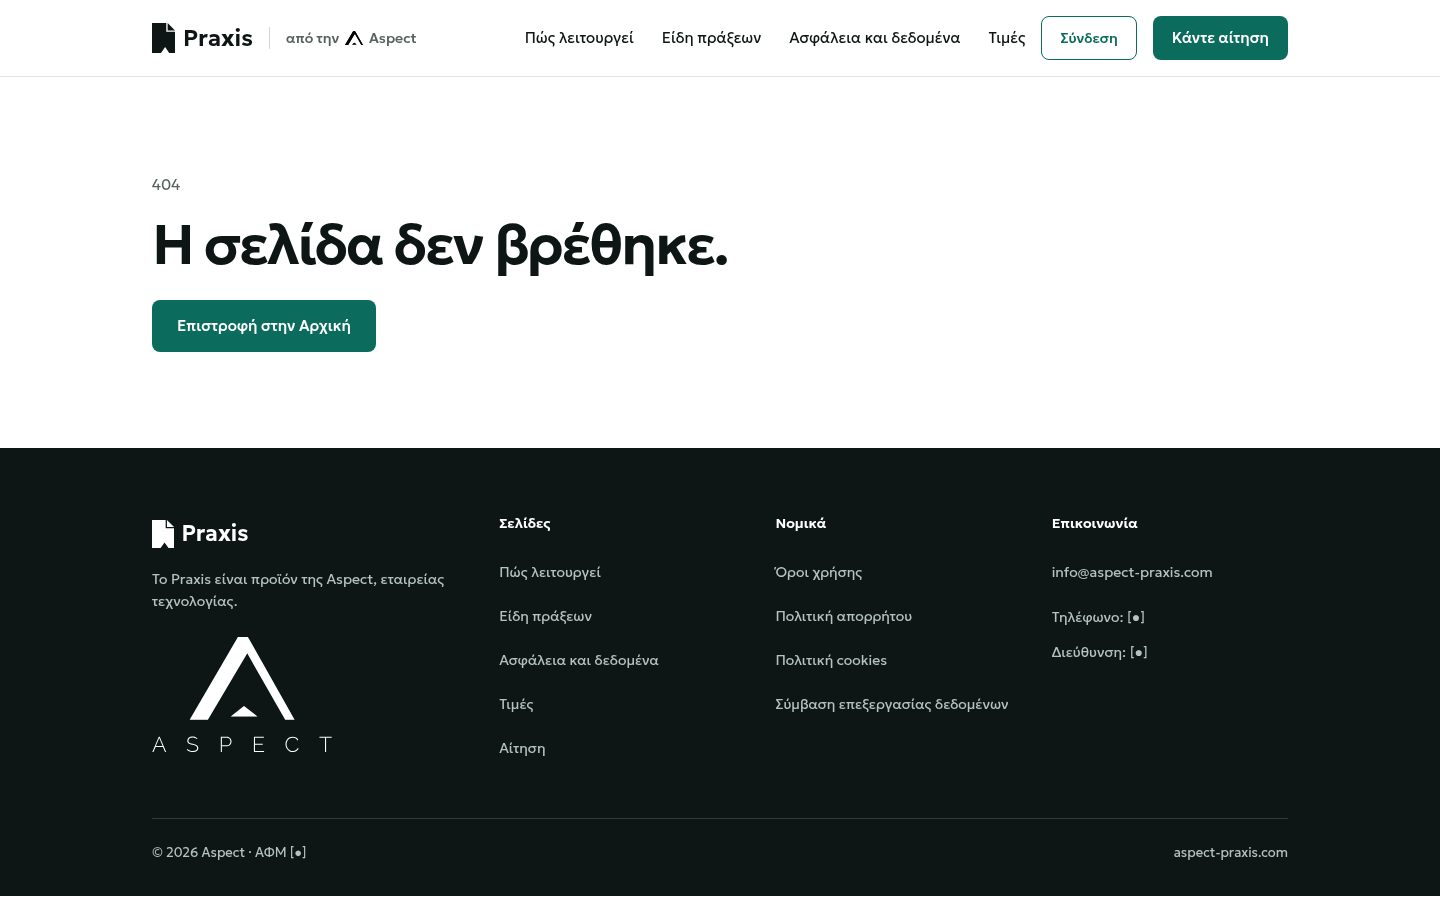 Praxis
από την Aspect
Πώς λειτουργεί
Είδη πράξεων
Ασφάλεια και δεδομένα
Τιμές
Σύνδεση
Κάντε αίτηση
404
Η σελίδα δεν βρέθηκε.
Επιστροφή στην Αρχική
Praxis
Το Praxis είναι προϊόν της Aspect, εταιρείας
τεχνολογίας.
ASPECT
Σελίδες
Πώς λειτουργεί
Είδη πράξεων
Ασφάλεια και δεδομένα
Τιμές
Αίτηση
Νομικά
Όροι χρήσης
Πολιτική απορρήτου
Πολιτική cookies
Σύμβαση επεξεργασίας δεδομένων
Επικοινωνία
info@aspect-praxis.com
Τηλέφωνο: [●]
Διεύθυνση: [●]
© 2026 Aspect · ΑΦΜ [●]
aspect-praxis.com